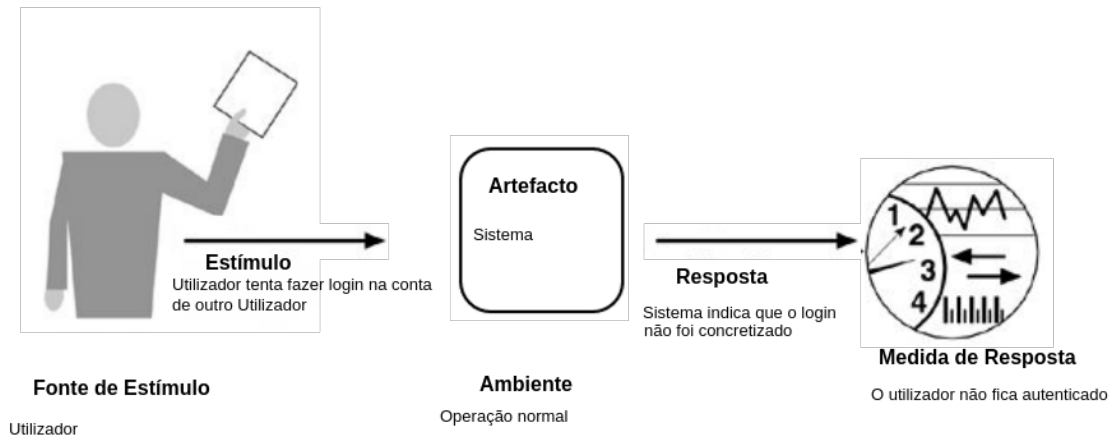 Estímulo
Utilizador tenta fazer login na conta
de outro Utilizador
Fonte de Estímulo
Utilizador
Artefacto
Sistema
Ambiente
Operação normal
Resposta
Sistema indica que o login
não foi concretizado
1
2
3
4
Medida de Resposta
O utilizador não fica autenticado